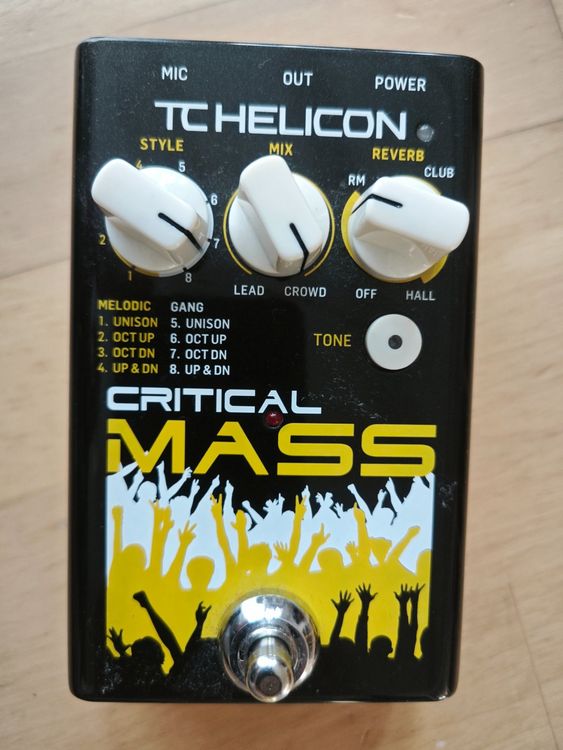 MIC OUT POWER
TC HELICON
STYLE MIX REVERB
4 5 6 7 8 2 1
RM CLUB
LEAD CROWD OFF HALL
MELODIC GANG
1. UNISON 5. UNISON
2. OCT UP 6. OCT UP
3. OCT DN 7. OCT DN
4. UP & DN 8. UP & DN
TONE
CRITICAL
MASS